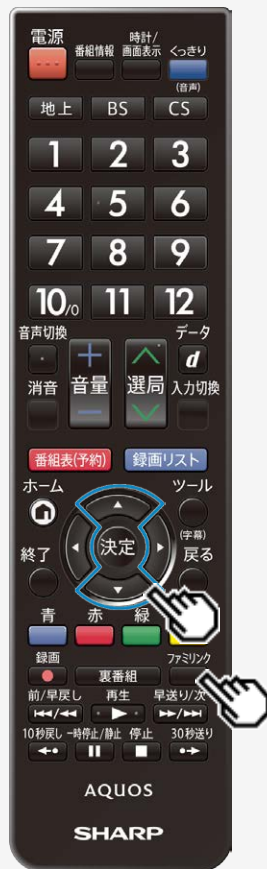 電源
番組情報
時計/
画面表示
くっきり
(音声)
地上 BS CS
1 2 3
4 5 6
7 8 9
10/0 11 12
音声切換
データ
d
消音
音量
選局
入力切換
番組表(予約) 録画リスト
ホーム
ツール
(字幕)
終了
決定
戻る
青 赤 緑
録画
裏番組
ファミリンク
前/早戻し 再生 早送り/次
10秒戻し 一時停止/静止 停止 30秒送り
AQUOS
SHARP